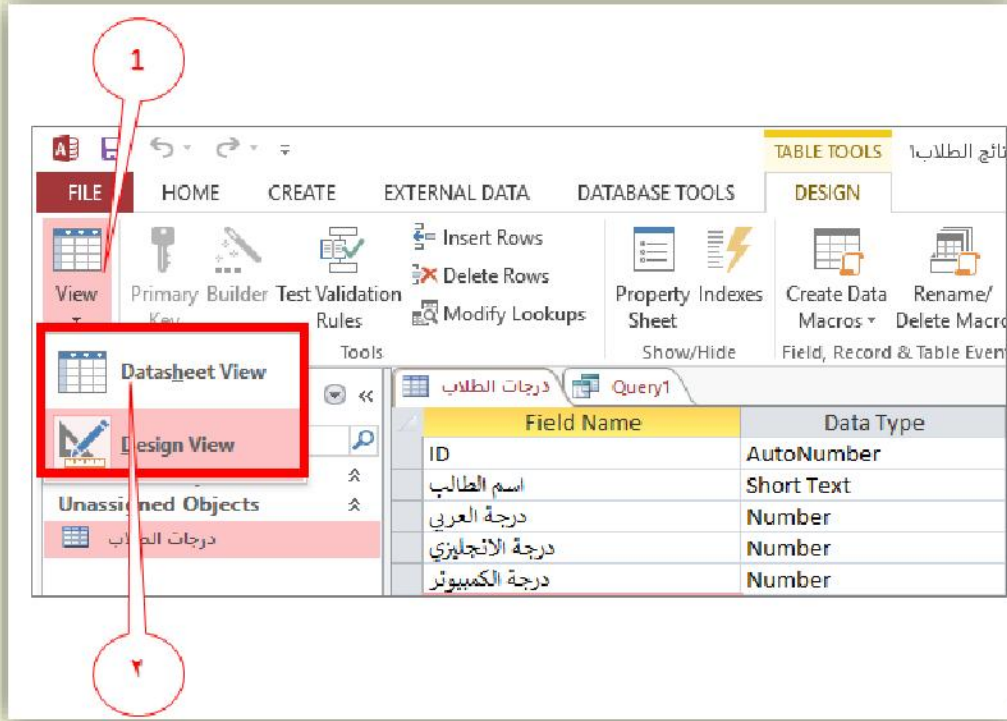 1
TABLE TOOLS
نتائج الطلاب1
FILE HOME CREATE EXTERNAL DATA DATABASE TOOLS DESIGN
View
Primary Key
Builder
Test Validation Rules
Insert Rows
Delete Rows
Modify Lookups
Property Sheet
Indexes
Create Data Macros
Rename/
Delete Macro
Tools
Show/Hide
Field, Record & Table Even
Datasheet View
Design View
Unassigned Objects
درجات الطلاب
درجات الطلاب
Query1
Field Name Data Type
ID AutoNumber
اسم الطالب Short Text
درجة العربي Number
درجة الانجليزي Number
درجة الكمبيوتر Number
٢